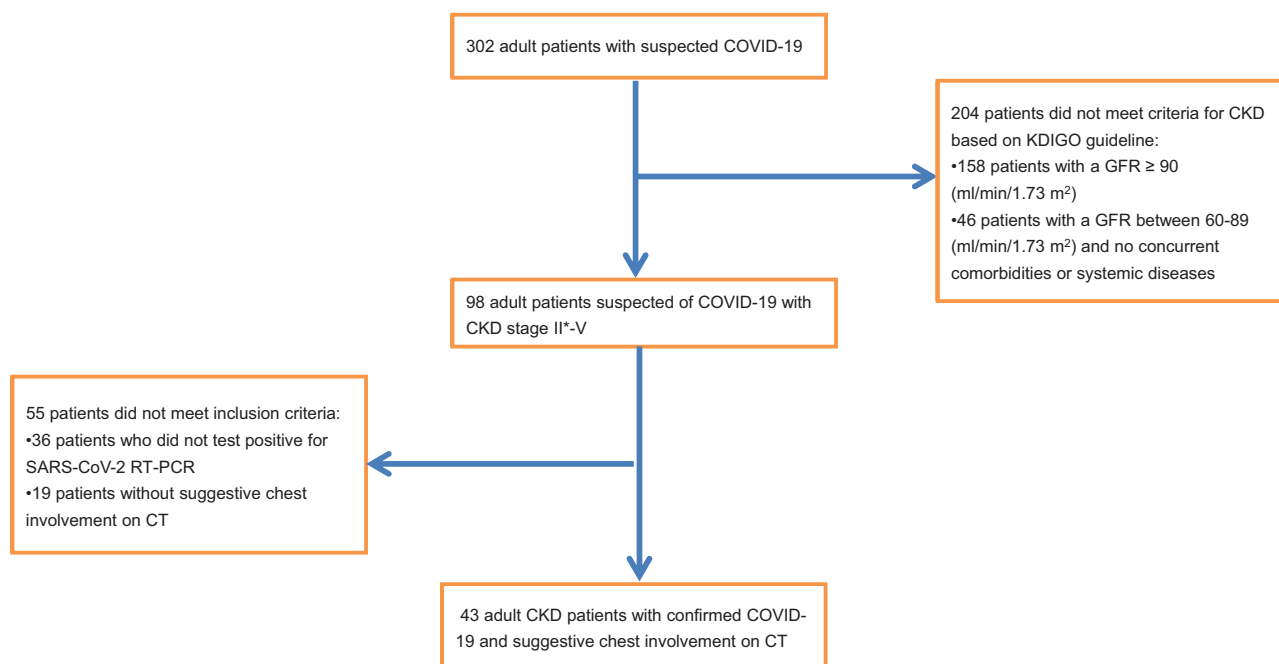 302 adult patients with suspected COVID-19
204 patients did not meet criteria for CKD
based on KDIGO guideline:
•158 patients with a GFR ≥ 90
(ml/min/1.73 m²)
•46 patients with a GFR between 60-89
(ml/min/1.73 m²) and no concurrent
comorbidities or systemic diseases
98 adult patients suspected of COVID-19 with
CKD stage II*-V
55 patients did not meet inclusion criteria:
•36 patients who did not test positive for
SARS-CoV-2 RT-PCR
•19 patients without suggestive chest
involvement on CT
43 adult CKD patients with confirmed COVID-
19 and suggestive chest involvement on CT